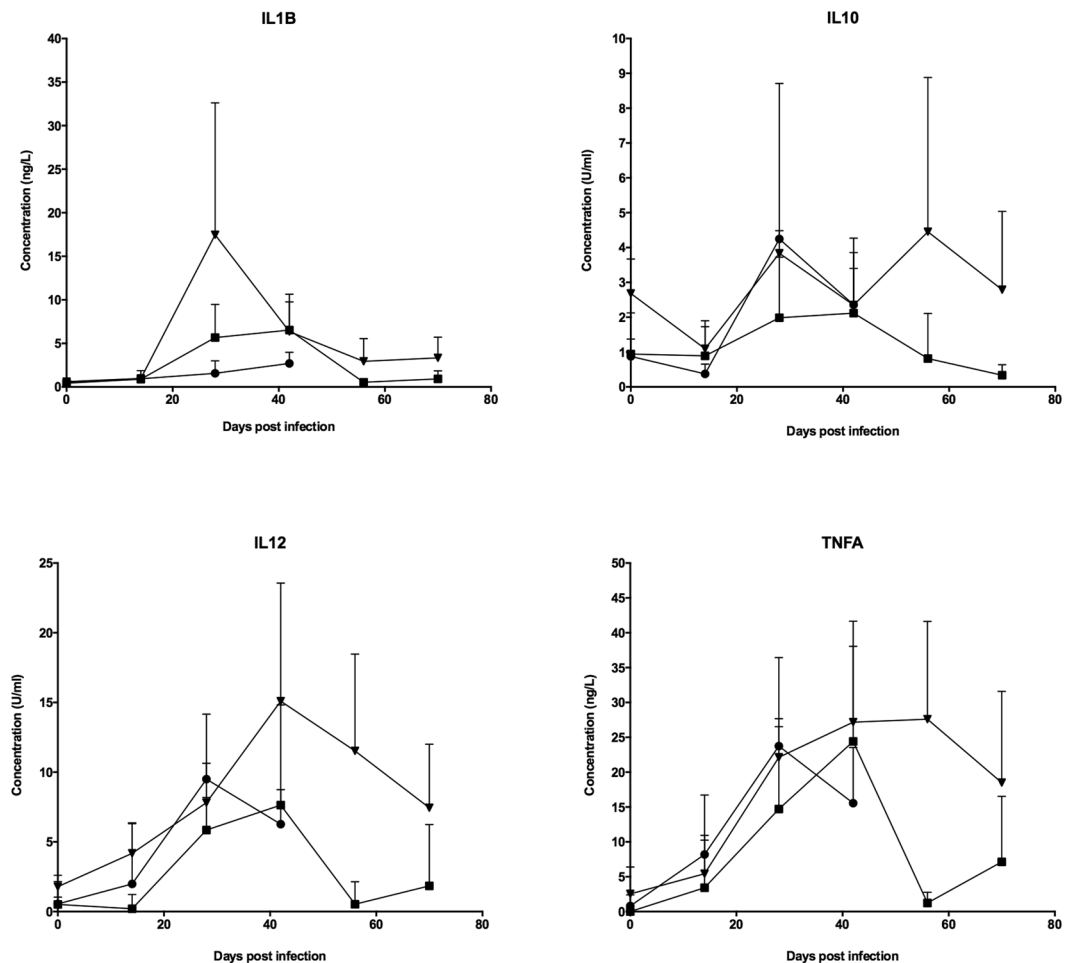 IL1B
40
35
30
25
20
15
10
5
0
Concentration (ng/L)
0 20 40 60 80
Days post infection
IL10
10
9
8
7
6
5
4
3
2
1
0
Concentration (U/ml)
0 20 40 60 80
Days post infection
IL12
25
20
15
10
5
0
Concentration (U/ml)
0 20 40 60 80
Days post infection
TNFA
50
45
40
35
30
25
20
15
10
5
0
Concentration (ng/L)
0 20 40 60 80
Days post infection